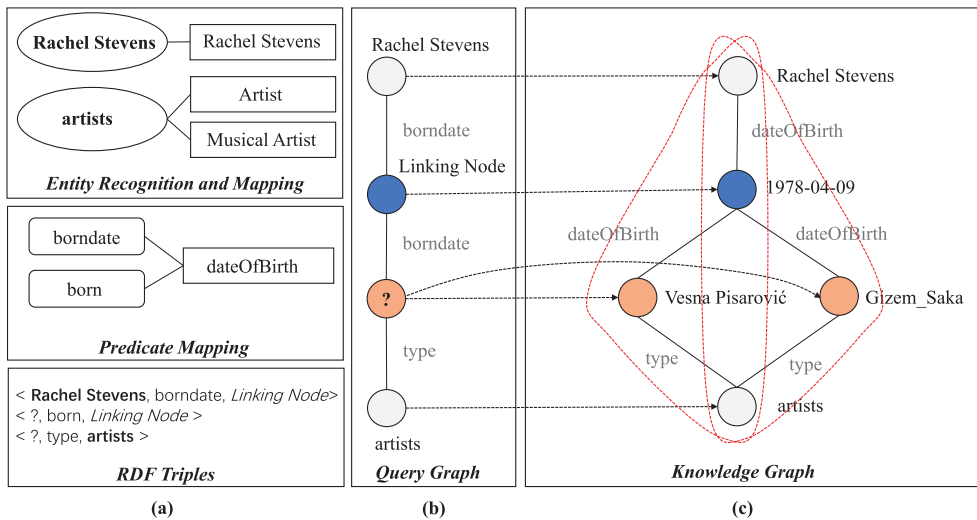 Rachel Stevens
Rachel Stevens
artists
Artist
Musical Artist
Entity Recognition and Mapping
borndate
born
dateOfBirth
Predicate Mapping
< Rachel Stevens, borndate, Linking Node>
< ?, born, Linking Node >
< ?, type, artists >
RDF Triples
(a)
Rachel Stevens
borndate
Linking Node
borndate
?
type
artists
Query Graph
(b)
Rachel Stevens
dateOfBirth
1978-04-09
dateOfBirth
dateOfBirth
Vesna Pisarović
Gizem_Saka
type
type
artists
Knowledge Graph
(c)